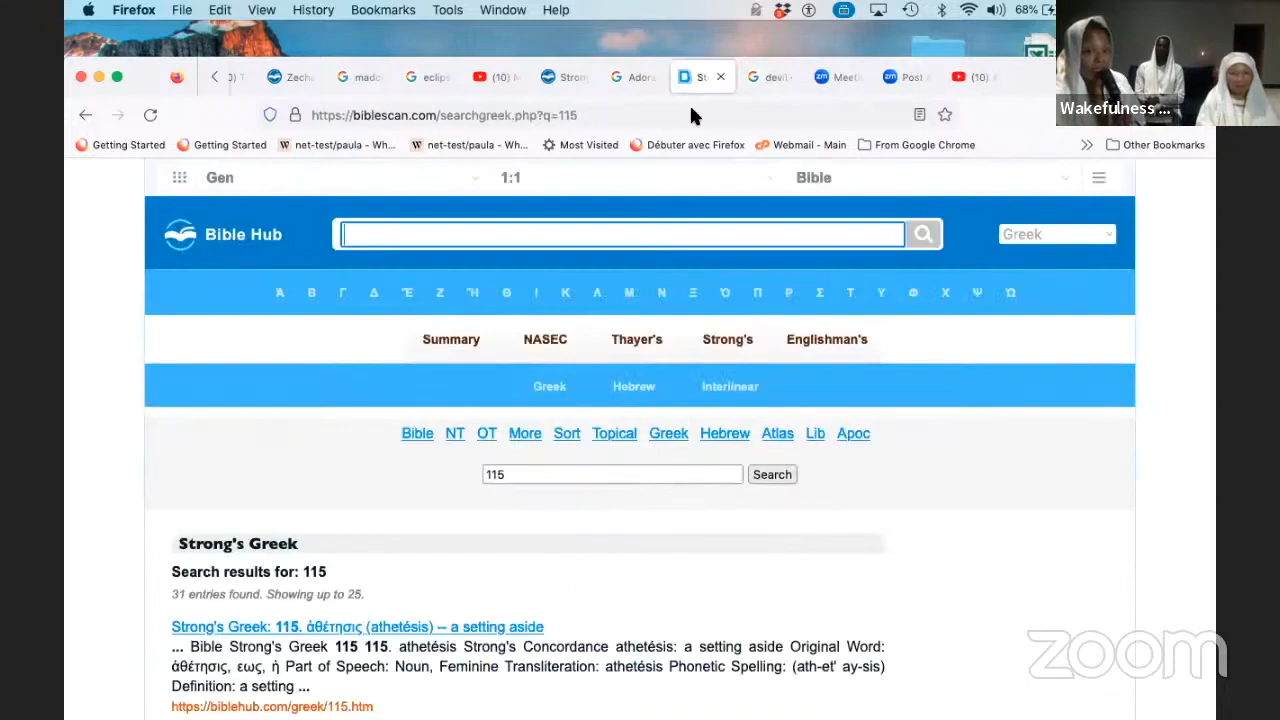 Firefox File Edit View History Bookmarks Tools Window Help 68%
Zecha
eclips
Stron
Adora
St
Meeti
Post A
https://biblescan.com/searchgreek.php?q=115
Wakefulness ...
Getting Started Getting Started net-test/paula - Wh... net-test/paula - Wh... Most Visited Débuter avec Firefox Webmail - Main From Google Chrome Other Bookmarks
Gen 1:1 Bible
Bible Hub Greek
Β Γ Δ Ζ Θ Κ Λ Μ Ν Ξ Π Ρ Σ Τ Υ Φ Χ Ψ
Summary NASEC Thayer's Strong's Englishman's
Greek Hebrew Interlinear
Bible NT OT More Sort Topical Greek Hebrew Atlas Lib Apoc
115 Search
Strong's Greek
Search results for: 115
31 entries found. Showing up to 25.
Strong's Greek: 115. ἀθέτησις (athetésis) -- a setting aside
... Bible Strong's Greek 115 115. athetésis Strong's Concordance athetésis: a setting aside Original Word:
ἀθέτησις, εως, ἡ Part of Speech: Noun, Feminine Transliteration: athetésis Phonetic Spelling: (ath-et' ay-sis)
Definition: a setting ...
https://biblehub.com/greek/115.htm
zoom